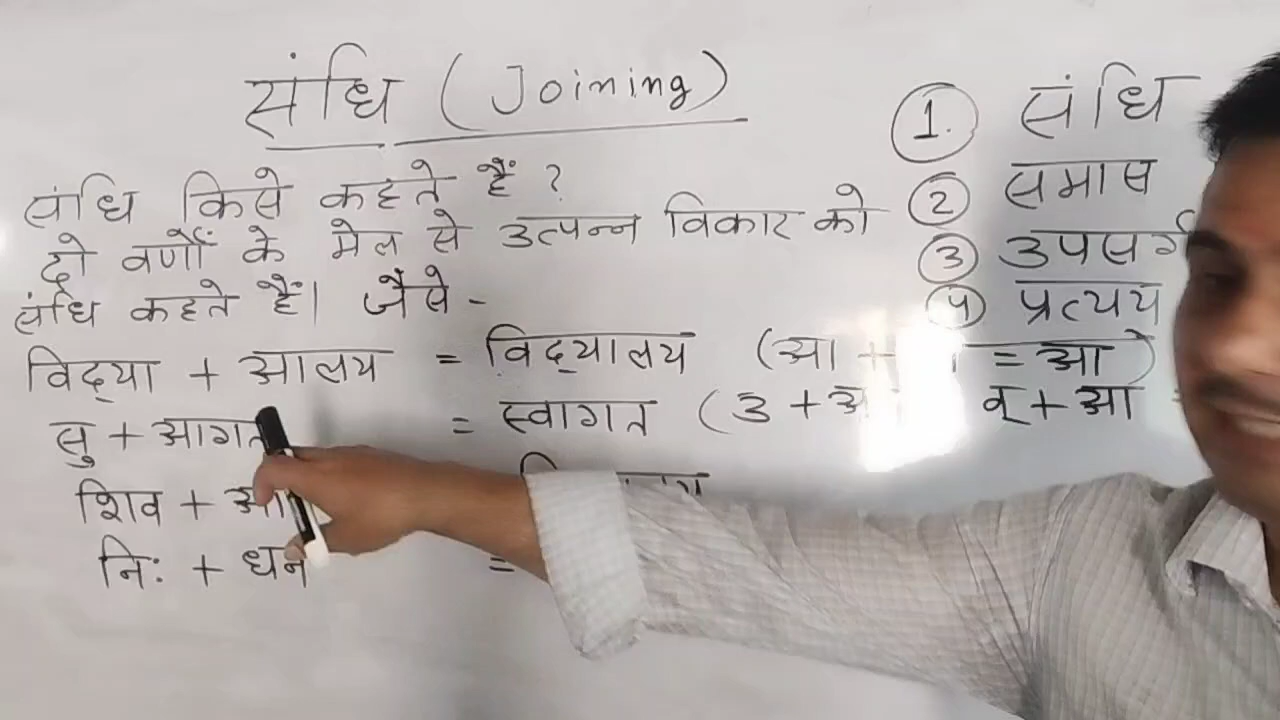 संधि (Joining)
संधि किसे कहते हैं ?
दो वर्णों के मेल से उत्पन्न विकार को
संधि कहते हैं। जैसे -
विद्‌या + आलय = विद्‌यालय (आ + = आ)
सु + आगत = स्वागत (उ + व् + आ
शिव +
नि: + धन =
1. संधि
2 समास
3 उपसर्ग
4 प्रत्यय